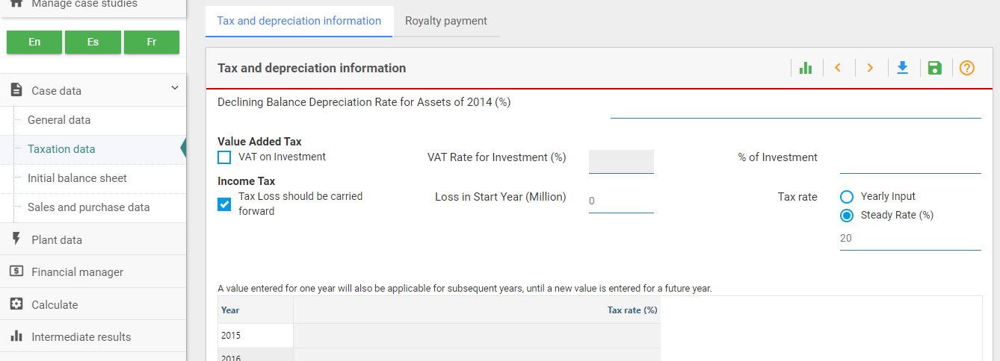 Manage case studies
En Es Fr
Case data
General data
Taxation data
Initial balance sheet
Sales and purchase data
Plant data
Financial manager
Calculate
Intermediate results
Tax and depreciation information Royalty payment
Tax and depreciation information
Declining Balance Depreciation Rate for Assets of 2014 (%)
Value Added Tax
VAT on Investment VAT Rate for Investment (%) % of Investment
Income Tax
Tax Loss should be carried
forward
Loss in Start Year (Million) 0
Tax rate
Yearly Input
Steady Rate (%)
20
A value entered for one year will also be applicable for subsequent years, until a new value is entered for a future year.
Year Tax rate (%)
2015
2016